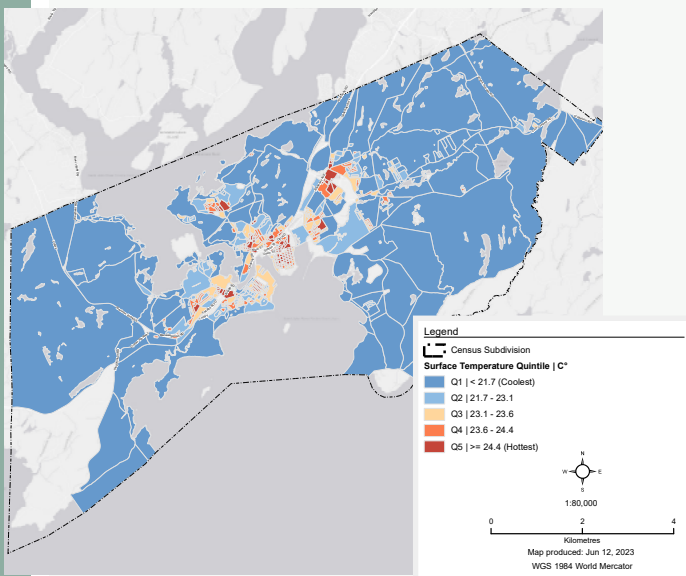 Legend
Census Subdivision
Surface Temperature Quintile | C°
Q1 | < 21.7 (Coolest)
Q2 | 21.7 - 23.1
Q3 | 23.1 - 23.6
Q4 | 23.6 - 24.4
Q5 | >= 24.4 (Hottest)
N
W E
S
1:80,000
0 2 4
Kilometres
Map produced: Jun 12, 2023
WGS 1984 World Mercator